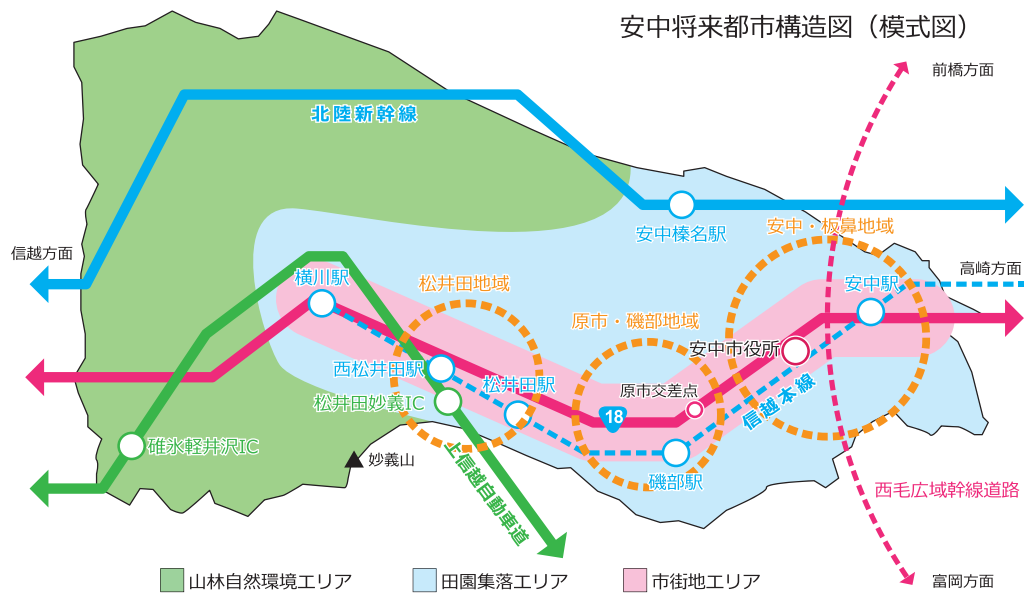 安中将来都市構造図（模式図）
前橋方面
北陸新幹線
安中榛名駅
安中・板鼻地域
信越方面
高崎方面
横川駅
松井田地域
安中駅
原市・磯部地域
安中市役所
西松井田駅
松井田駅
原市交差点
松井田妙義IC
18
信越本線
碓氷軽井沢IC
妙義山
上信越自動車道
磯部駅
西毛広域幹線道路
山林自然環境エリア
田園集落エリア
市街地エリア
富岡方面